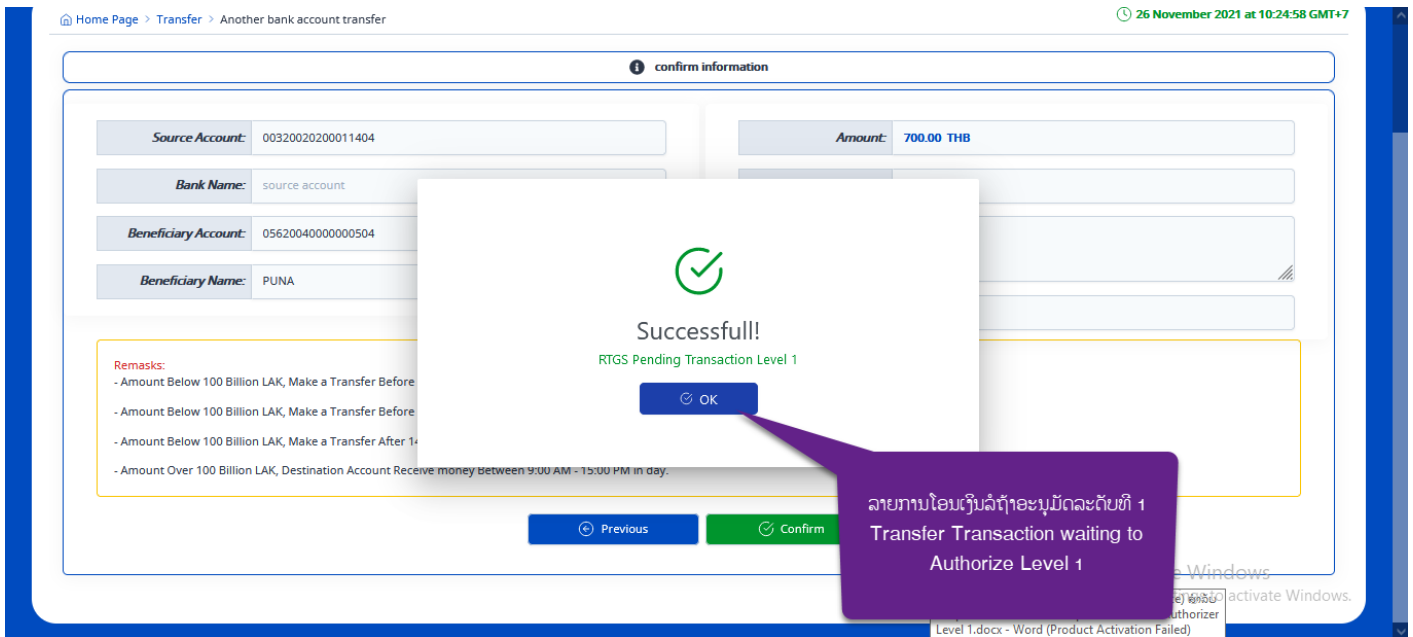 Home Page > Transfer > Another bank account transfer
26 November 2021 at 10:24:58 GMT+7
confirm information
Source Account: 00320020200011404
Amount: 700.00 THB
Bank Name: source account
Beneficiary Account: 05620040000000504
Beneficiary Name: PUNA
Successfull!
RTGS Pending Transaction Level 1
OK
Remasks:
- Amount Below 100 Billion LAK, Make a Transfer Before
- Amount Below 100 Billion LAK, Make a Transfer Before
- Amount Below 100 Billion LAK, Make a Transfer After 14
- Amount Over 100 Billion LAK, Destination Account Receive money Between 9:00 AM - 15:00 PM in day.
ລາຍການໂອນເງິນລໍຖ້າອະນຸມັດລະດັບທີ 1
Transfer Transaction waiting to
Authorize Level 1
Previous
Confirm
Windows
to activate Windows.
uthorizer
Level 1.docx - Word (Product Activation Failed)